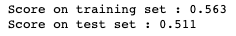 Score on training set : 0.563
Score on test set : 0.511